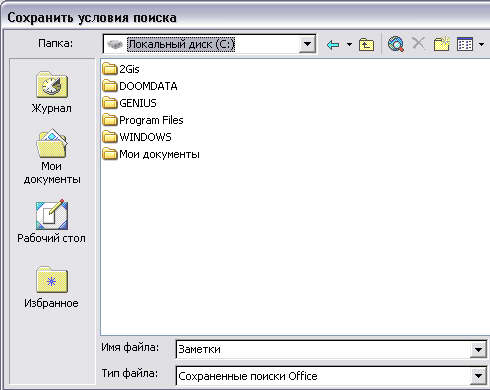 Сохранить условия поиска
Папка: Локальный диск (C:)
2Gis
DOOMDATA
GENIUS
Program Files
WINDOWS
Мои документы
Журнал
Мои
документы
Рабочий стол
Избранное
Имя файла: Заметки
Тип файла: Сохраненные поиски Office